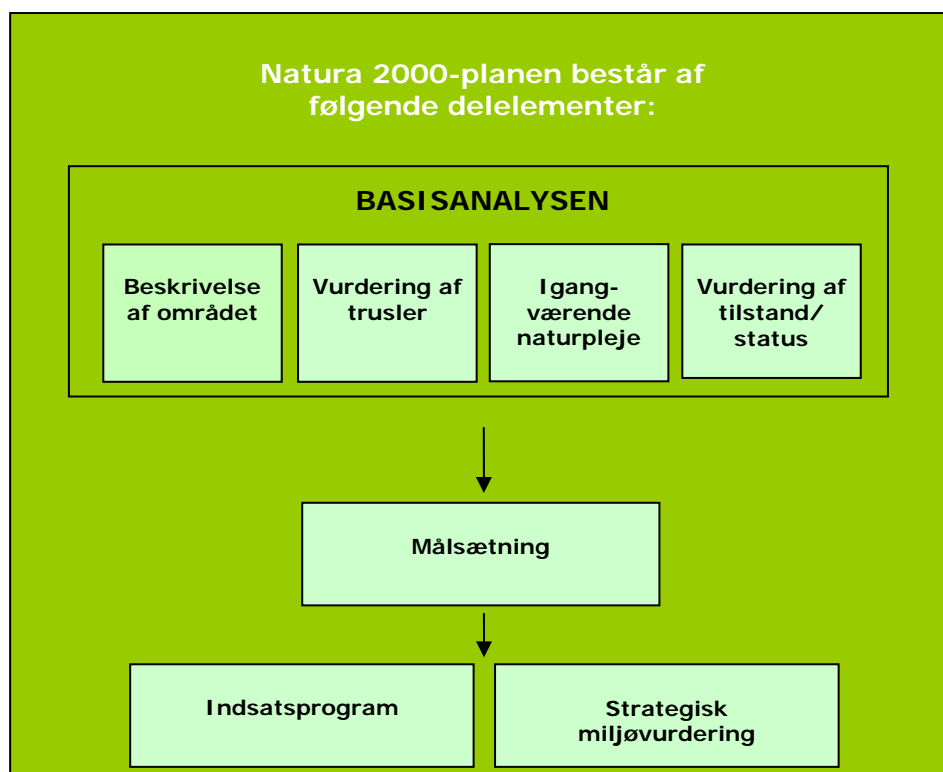 Natura 2000-planen består af
følgende delelementer:
BASISANALYSEN
Beskrivelse
af området
Vurdering af
trusler
Igang-
værende
naturpleje
Vurdering af
tilstand/
status
Målsætning
Indsatsprogram
Strategisk
miljøvurdering